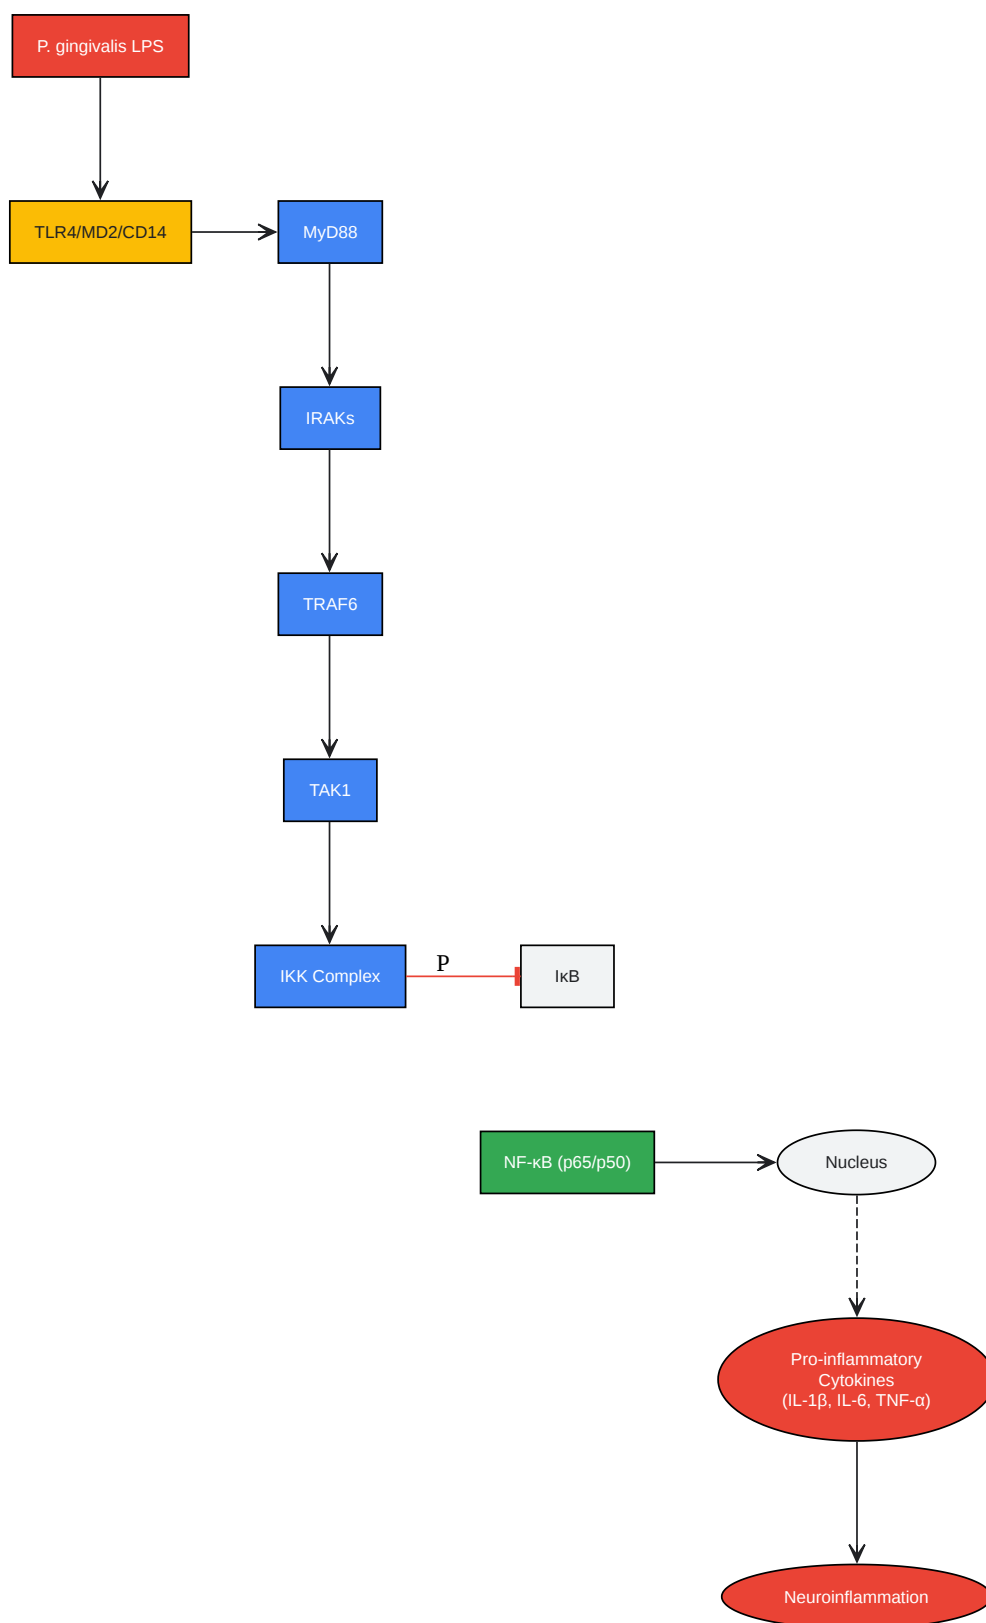 P. gingivalis LPS
TLR4/MD2/CD14
MyD88
IRAKs
TRAF6
TAK1
IKK Complex
P
IκB
NF-κB (p65/p50)
Nucleus
Pro-inflammatory
Cytokines
(IL-1β, IL-6, TNF-α)
Neuroinflammation